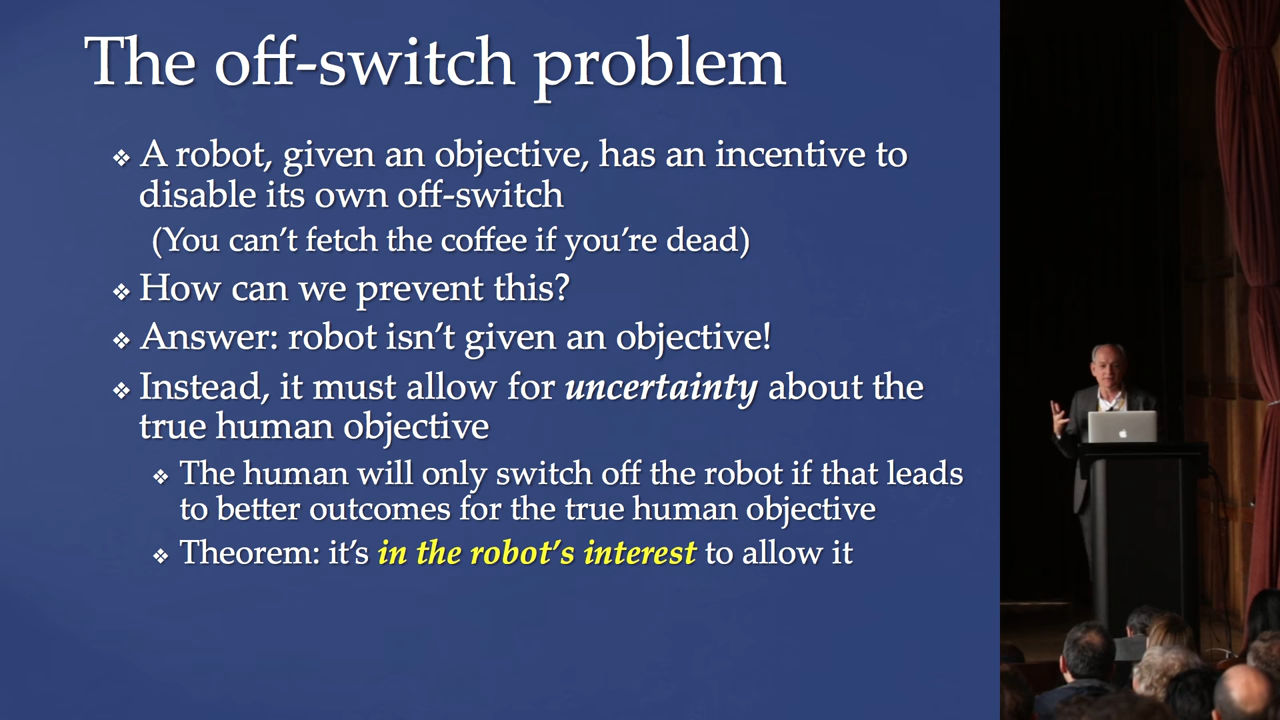 The off-switch problem
❖ A robot, given an objective, has an incentive to
disable its own off-switch
(You can't fetch the coffee if you're dead)
❖ How can we prevent this?
❖ Answer: robot isn't given an objective!
❖ Instead, it must allow for uncertainty about the
true human objective
❖ The human will only switch off the robot if that leads
to better outcomes for the true human objective
❖ Theorem: it's in the robot's interest to allow it